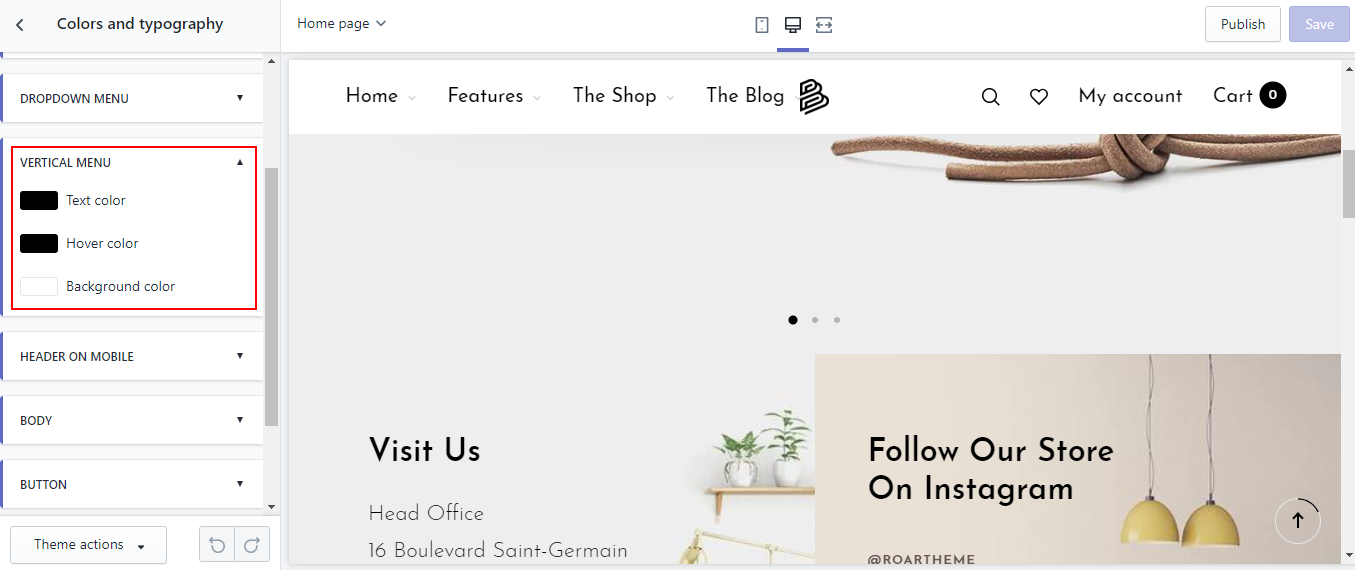 Colors and typography
Home page
Publish
Save
DROPDOWN MENU
VERTICAL MENU
Text color
Hover color
Background color
HEADER ON MOBILE
BODY
BUTTON
Theme actions
Home
Features
The Shop
The Blog
My account
Cart 0
Visit Us
Head Office
16 Boulevard Saint-Germain
Follow Our Store
On Instagram
@ROARTHEME